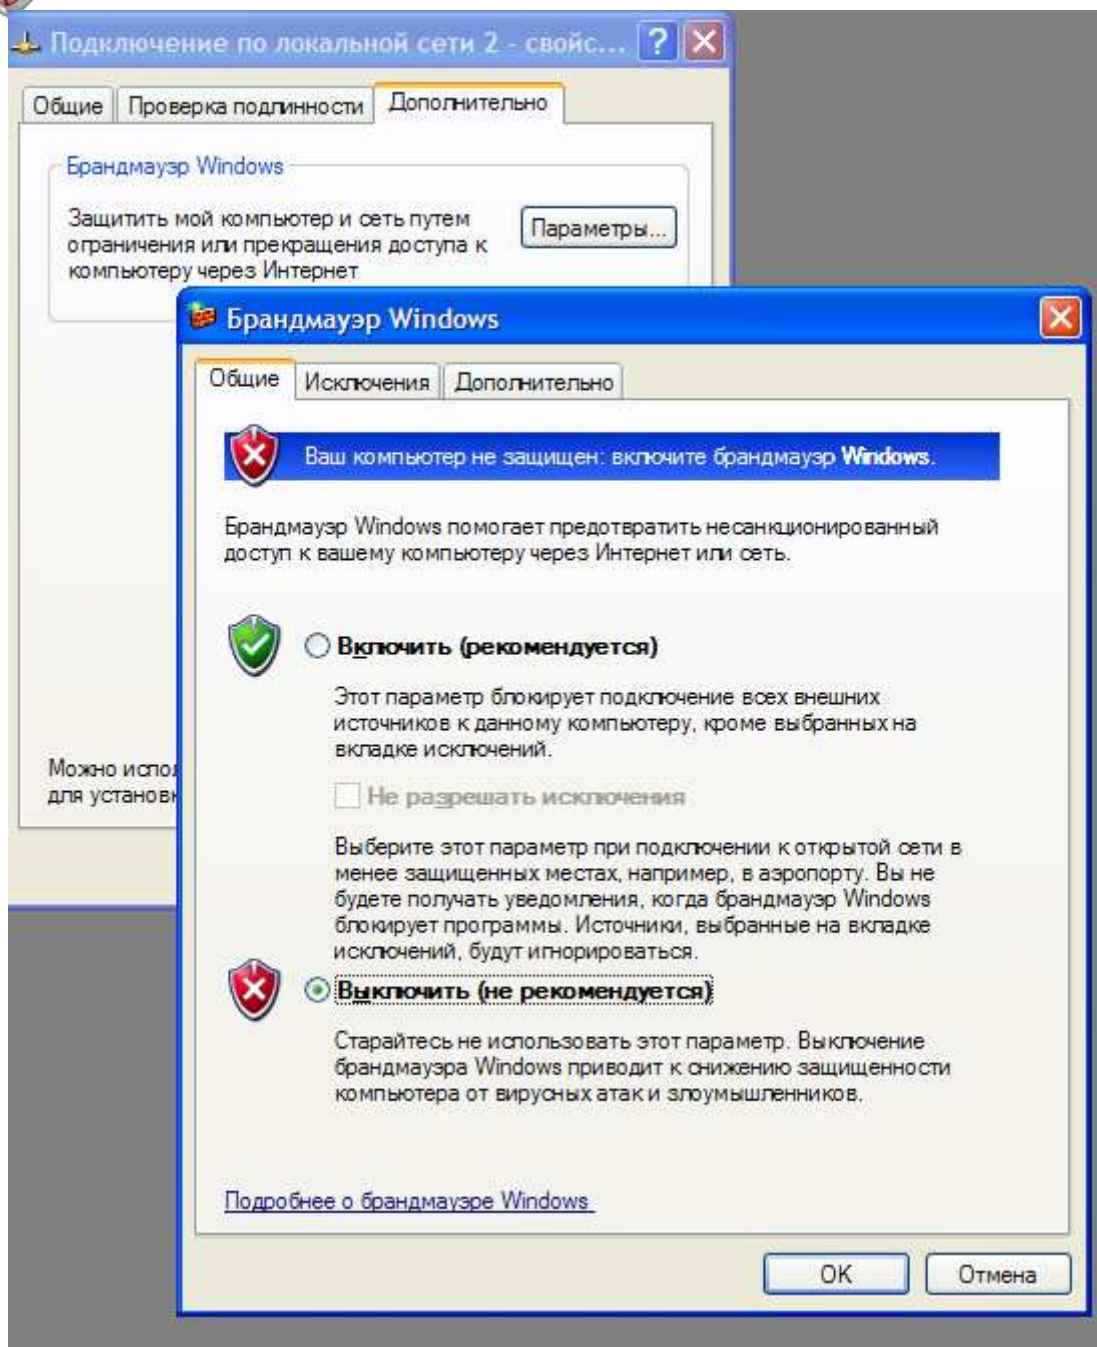 Подключение по локальной сети 2 - свойс...
Общие
Проверка подлинности
Дополнительно
Брандмауэр Windows
Защитить мой компьютер и сеть путем
ограничения или прекращения доступа к
компьютеру через Интернет
Параметры...
Можно
для
Брандмауэр Windows
Общие
Исключения
Дополнительно
Ваш компьютер не защищен: включите брандмауэр Windows.
Брандмауэр Windows помогает предотвратить несанкционированный
доступ к вашему компьютеру через Интернет или сеть.
Включить (рекомендуется)
Этот параметр блокирует подключение всех внешних
источников к данному компьютеру, кроме выбранных на
вкладке исключений.
Не разрешать исключения
Выберите этот параметр при подключении к открытой сети в
менее защищенных местах, например, в аэропорту. Вы не
будете получать уведомления, когда брандмауэр Windows
блокирует программы. Источники, выбранные на вкладке
исключений, будут игнорироваться.
Выключить (не рекомендуется)
Старайтесь не использовать этот параметр. Выключение
брандмауэра Windows приводит к снижению защищенности
компьютера от вирусных атак и злоумышленников.
Подробнее о брандмауэре Windows
OK
Отмена